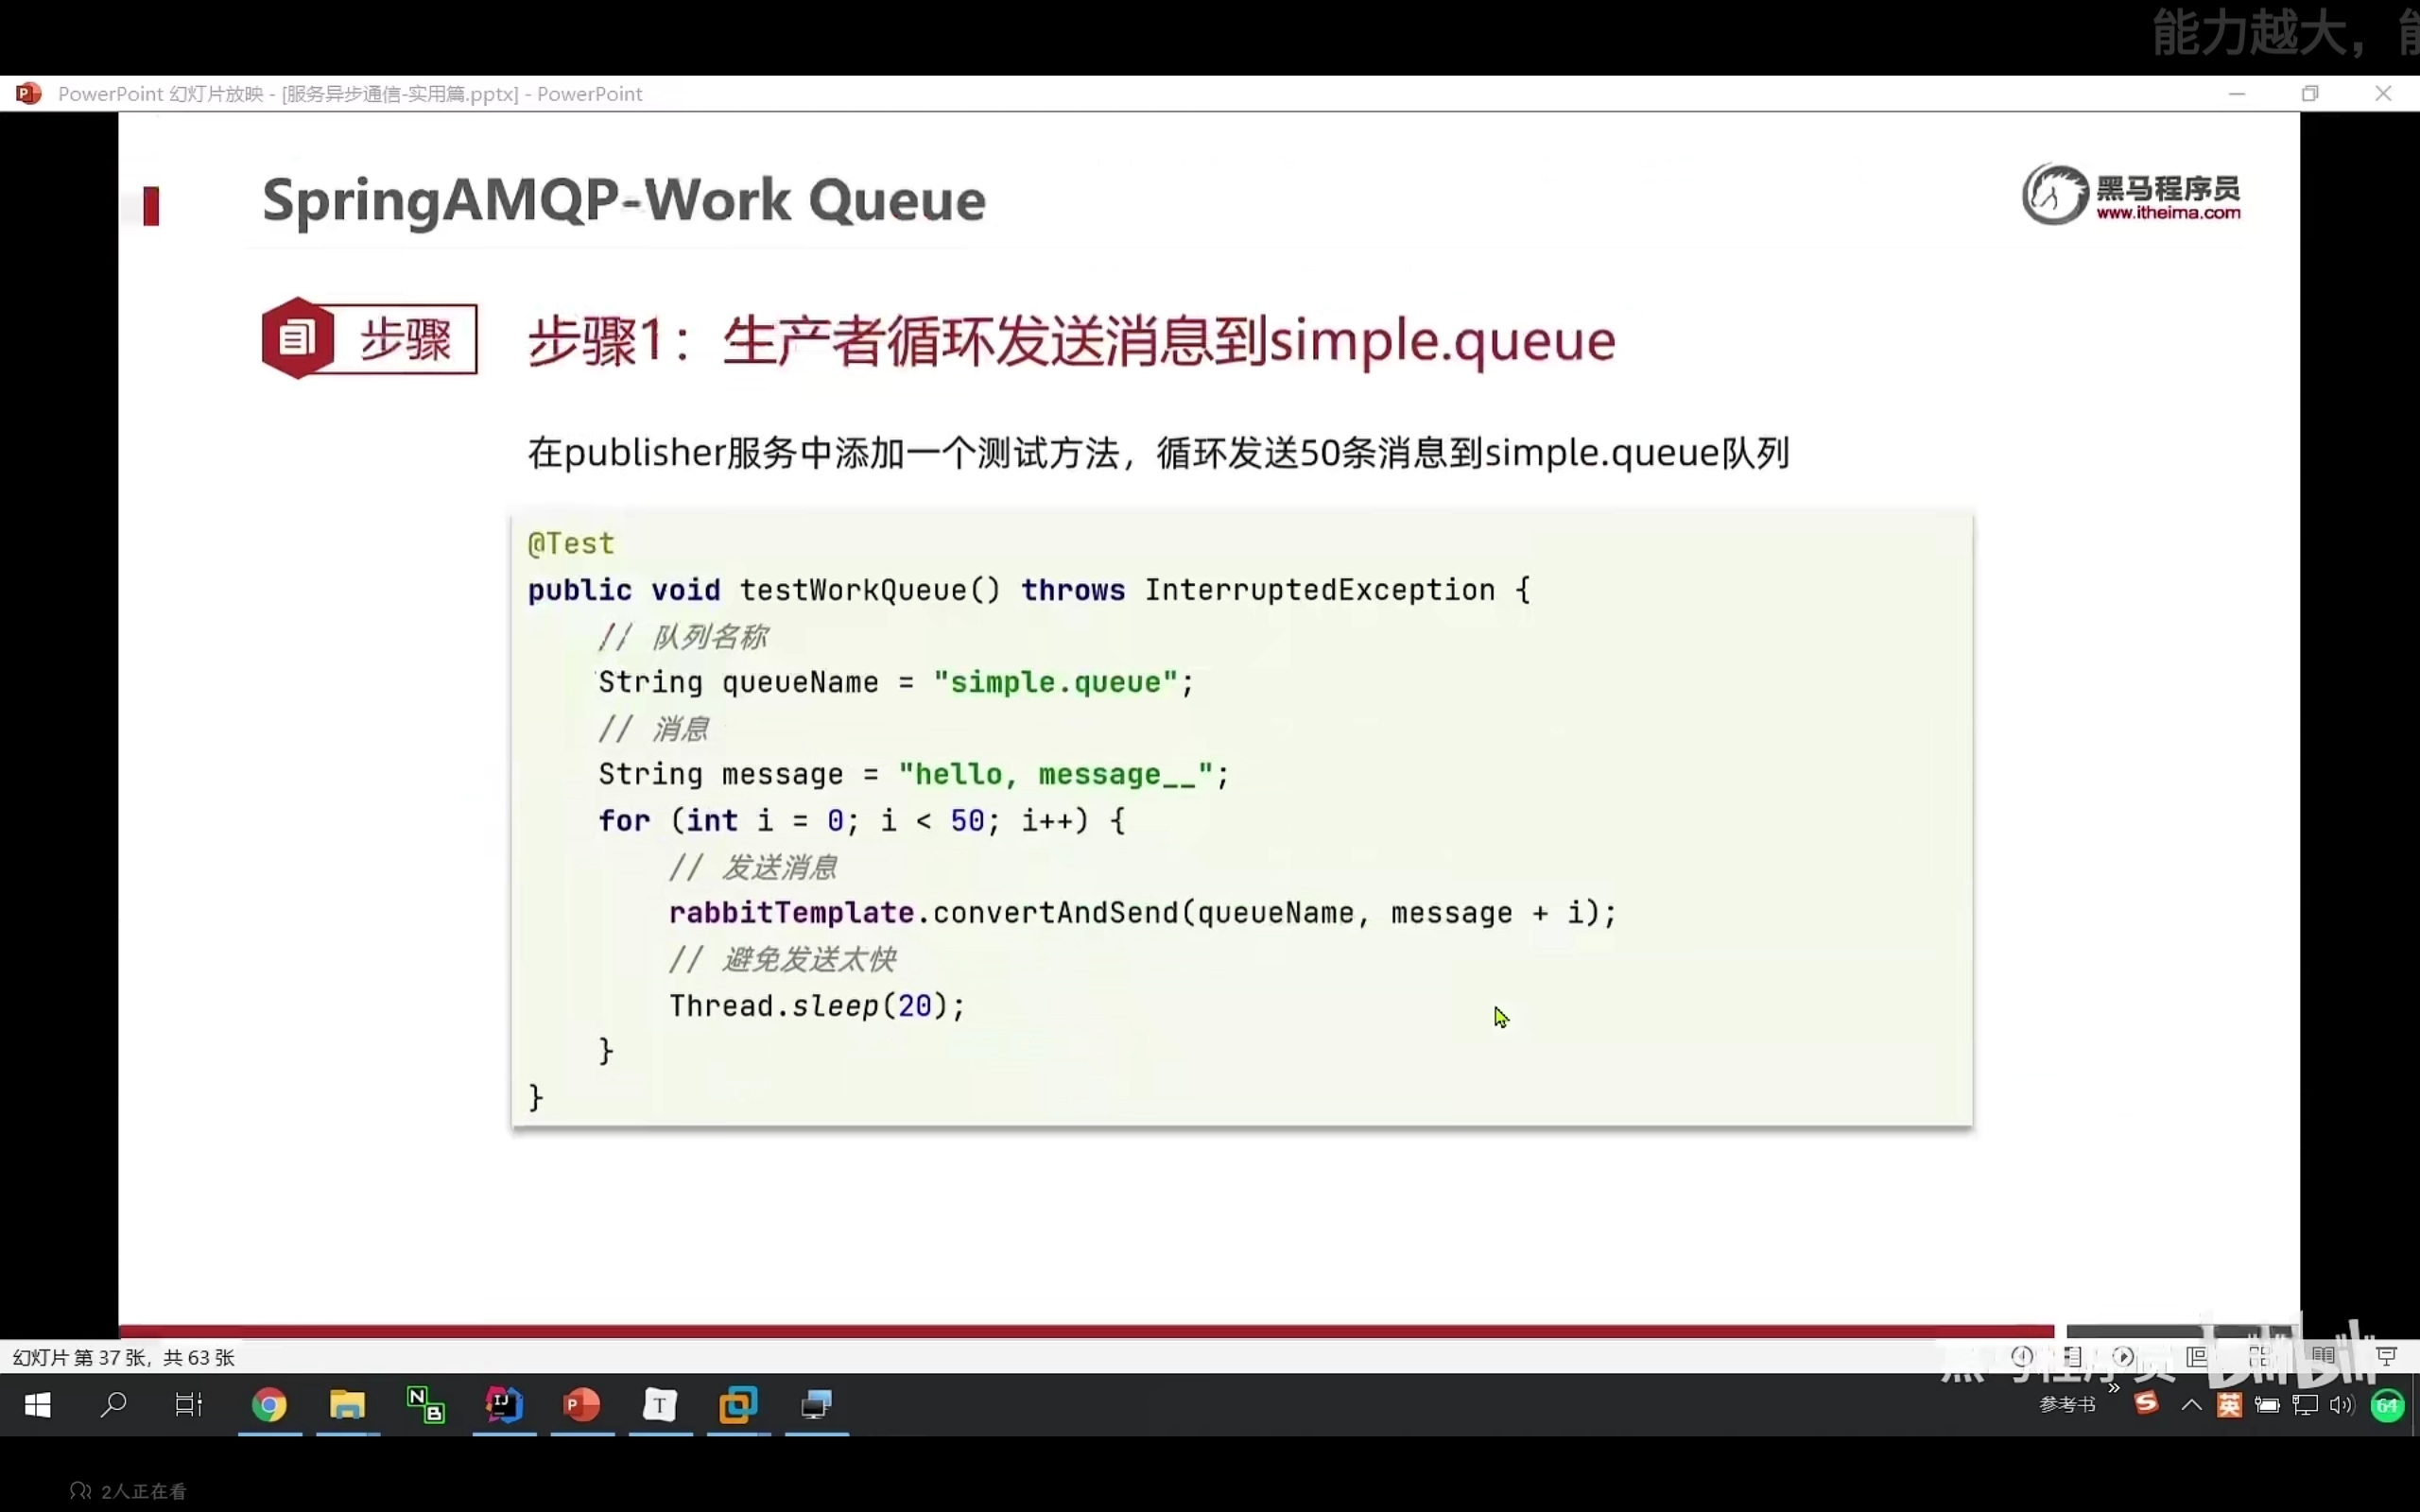 能力越大，
PowerPoint 幻灯片放映 - [服务异步通信-实用篇.pptx] - PowerPoint
SpringAMQP-Work Queue
黑马程序员
www.itheima.com
步骤
步骤1：生产者循环发送消息到simple.queue
在publisher服务中添加一个测试方法，循环发送50条消息到simple.queue队列
@Test
public void testWorkQueue() throws InterruptedException {
// 队列名称
String queueName = "simple.queue";
// 消息
String message = "hello, message__";
for (int i = 0; i < 50; i++) {
// 发送消息
rabbitTemplate.convertAndSend(queueName, message + i);
// 避免发送太快
Thread.sleep(20);
}
}
幻灯片 第 37 张，共 63 张
黑马程序员 bilibili
参考书
英
64
2人正在看